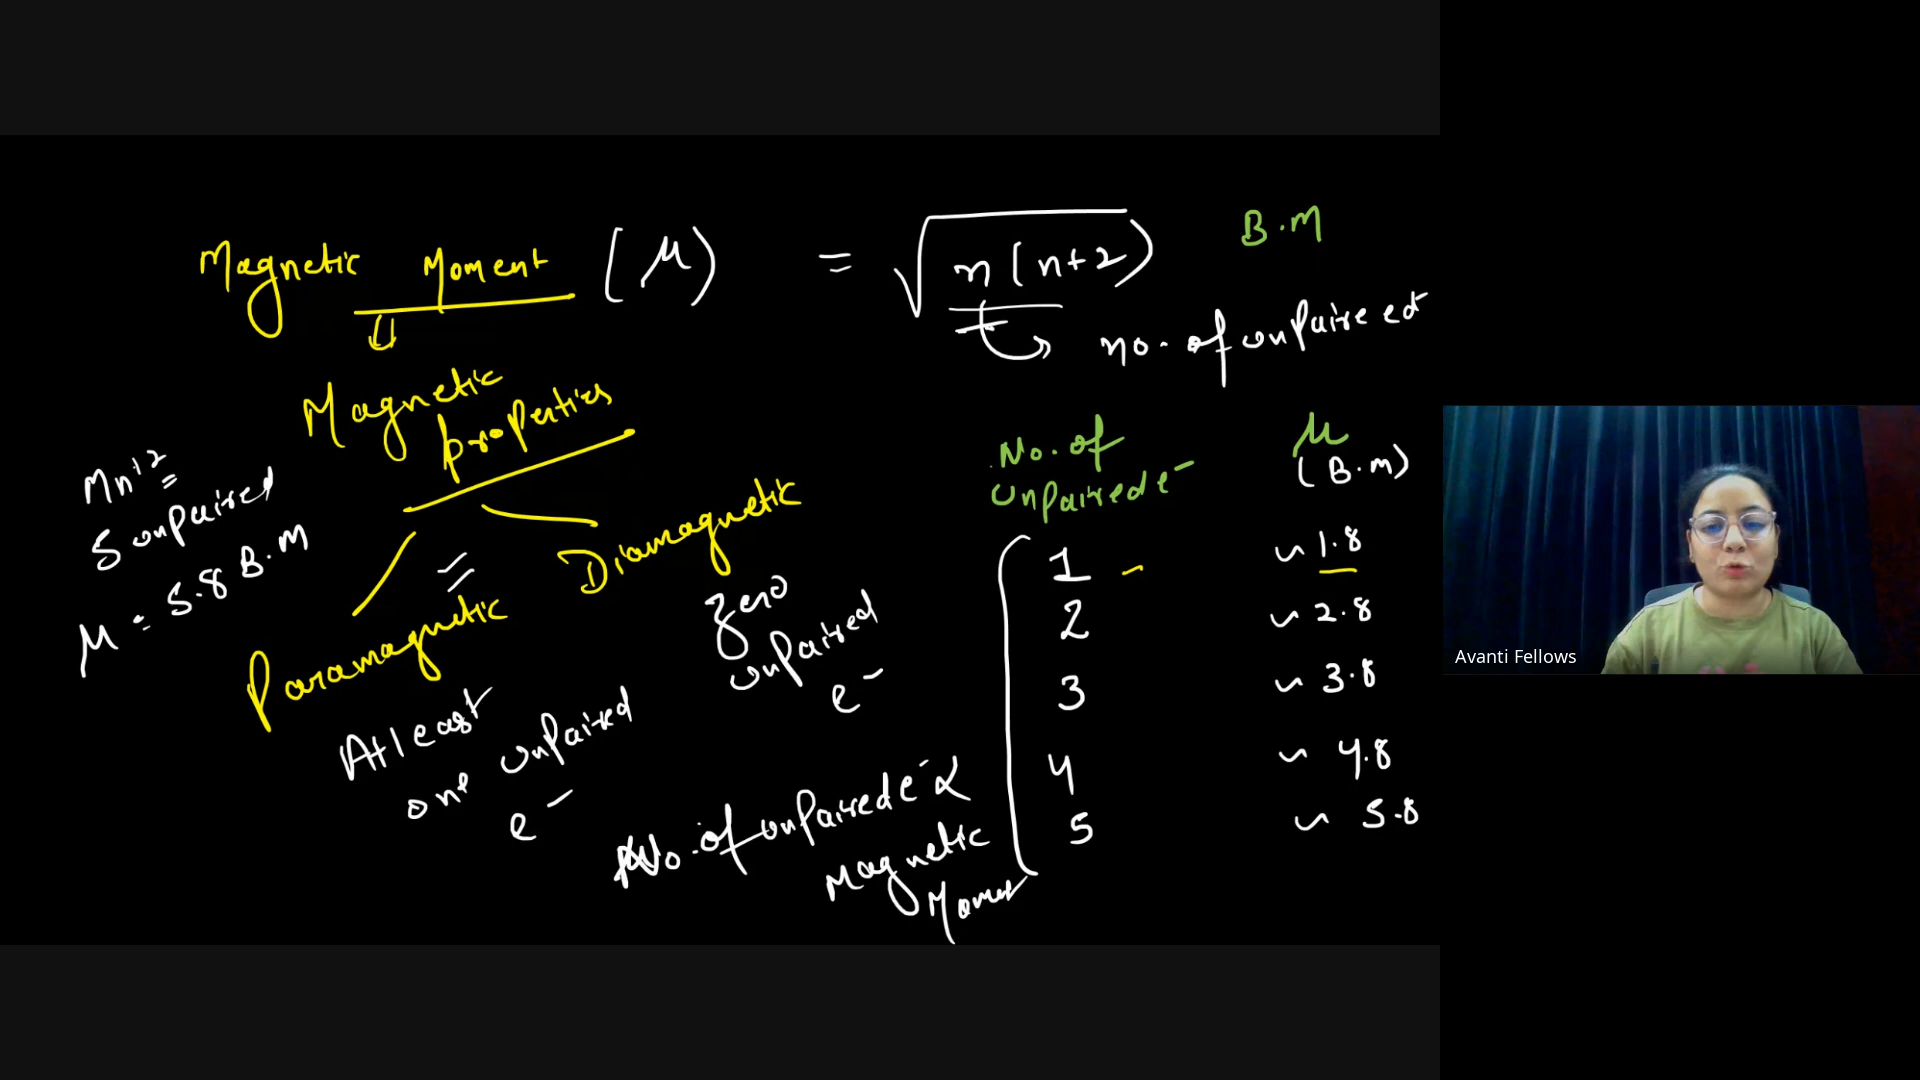 Magnetic Moment (μ) = √n(n+2) B.M
no. of unpaire ed
Magnetic
properties
Mn+2 =
5 unpaired
μ = 5.8 B.M
Paramagnetic
Atleast
one unpaired
e-
Diamagnetic
zero
unpaired
e-
No. of unpaired e- ∝
Magnetic
Moment
No. of
unpaired e-
μ
(B.m)
1 - ~ 1.8
2 ~ 2.8
3 ~ 3.8
4 ~ 4.8
5 ~ 5.8
Avanti Fellows